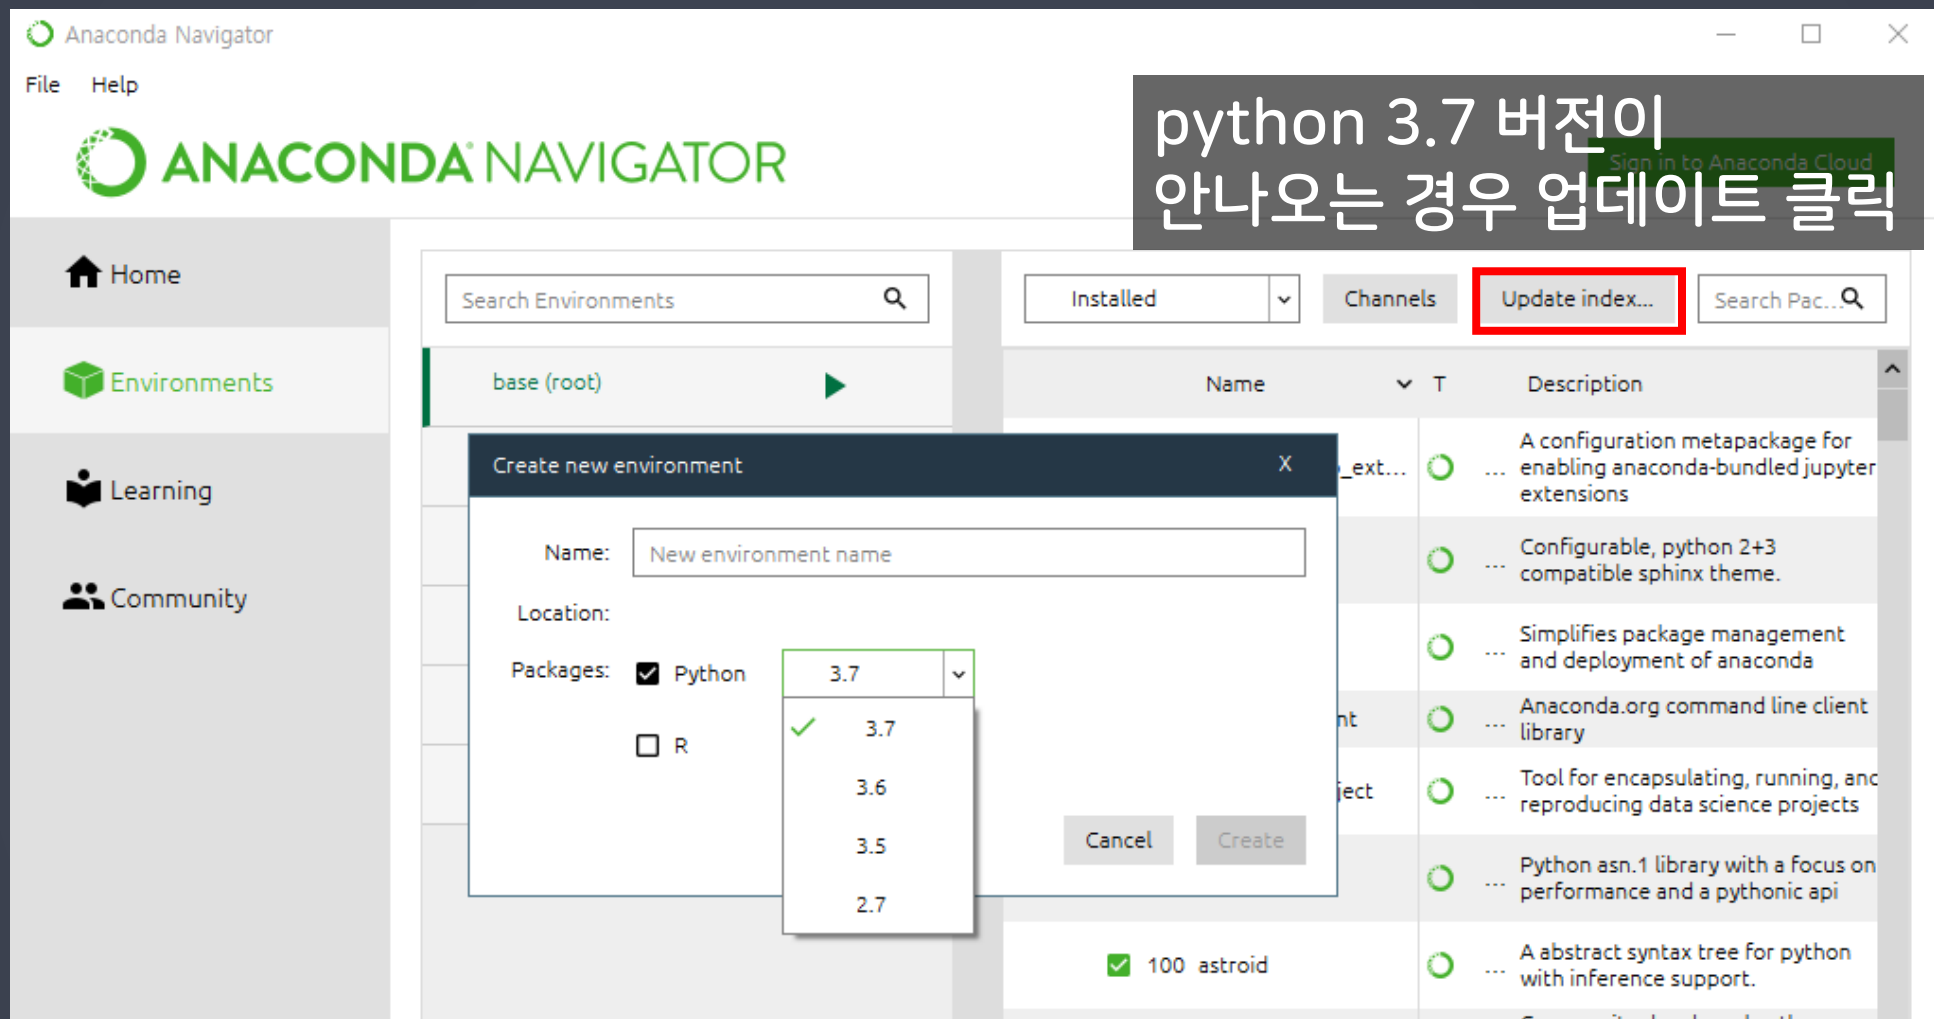 Anaconda Navigator
File Help
python 3.7 버전이
안나오는 경우 업데이트 클릭
Sign in to Anaconda Cloud
ANACONDA NAVIGATOR
Home
Environments
Learning
Community
Search Environments
base (root)
Installed
Channels
Update index...
Search Pac...
Name T Description
_ext... ... A configuration metapackage for
enabling anaconda-bundled jupyter
extensions
... Configurable, python 2+3
compatible sphinx theme.
... Simplifies package management
and deployment of anaconda
nt ... Anaconda.org command line client
library
ject ... Tool for encapsulating, running, and
reproducing data science projects
... Python asn.1 library with a focus on
performance and a pythonic api
100 astroid ... A abstract syntax tree for python
with inference support.
Create new environment X
Name: New environment name
Location:
Packages: Python 3.7
3.7
R
3.6
3.5
2.7
Cancel Create